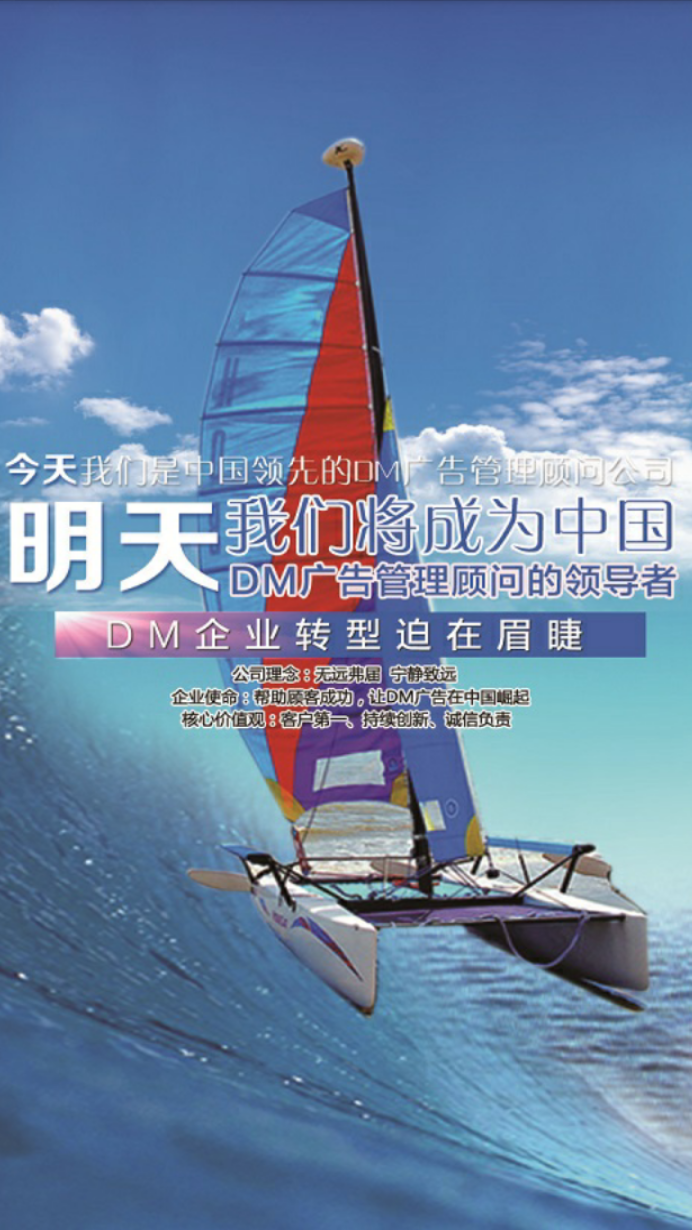 今天我们是中国领先的DM广告管理顾问公司
明天我们将成为中国
DM广告管理顾问的领导者
DM企业转型迫在眉睫
公司理念：无远弗届 宁静致远
企业使命：帮助顾客成功，让DM广告在中国崛起
核心价值观：客户第一、持续创新、诚信负责